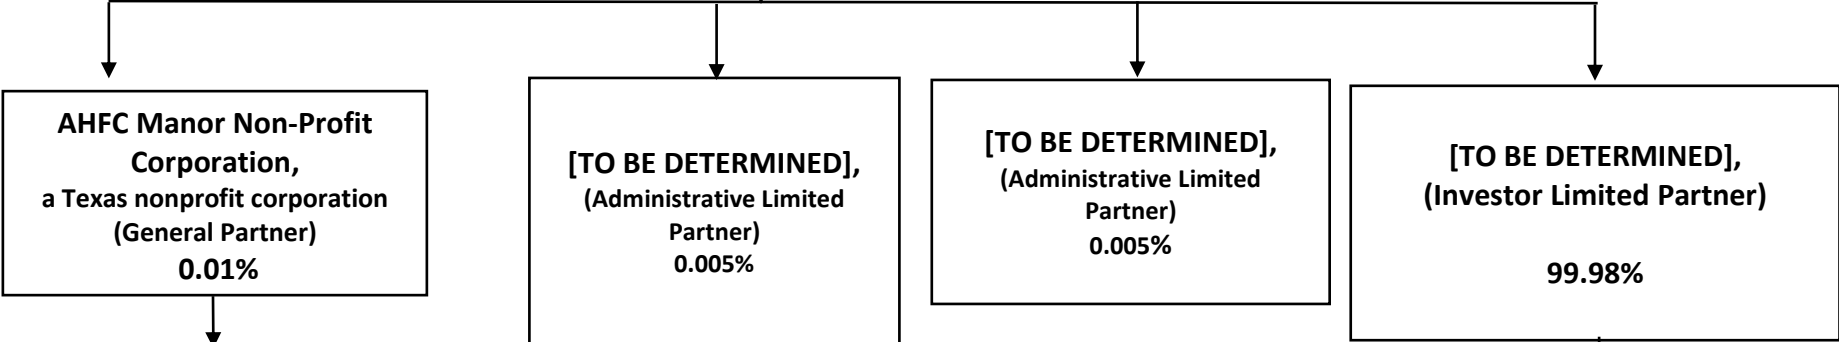 AHFC Manor Non-Profit
Corporation,
a Texas nonprofit corporation
(General Partner)
0.01%
[TO BE DETERMINED],
(Administrative Limited
Partner)
0.005%
[TO BE DETERMINED],
(Administrative Limited
Partner)
0.005%
[TO BE DETERMINED],
(Investor Limited Partner)
99.98%